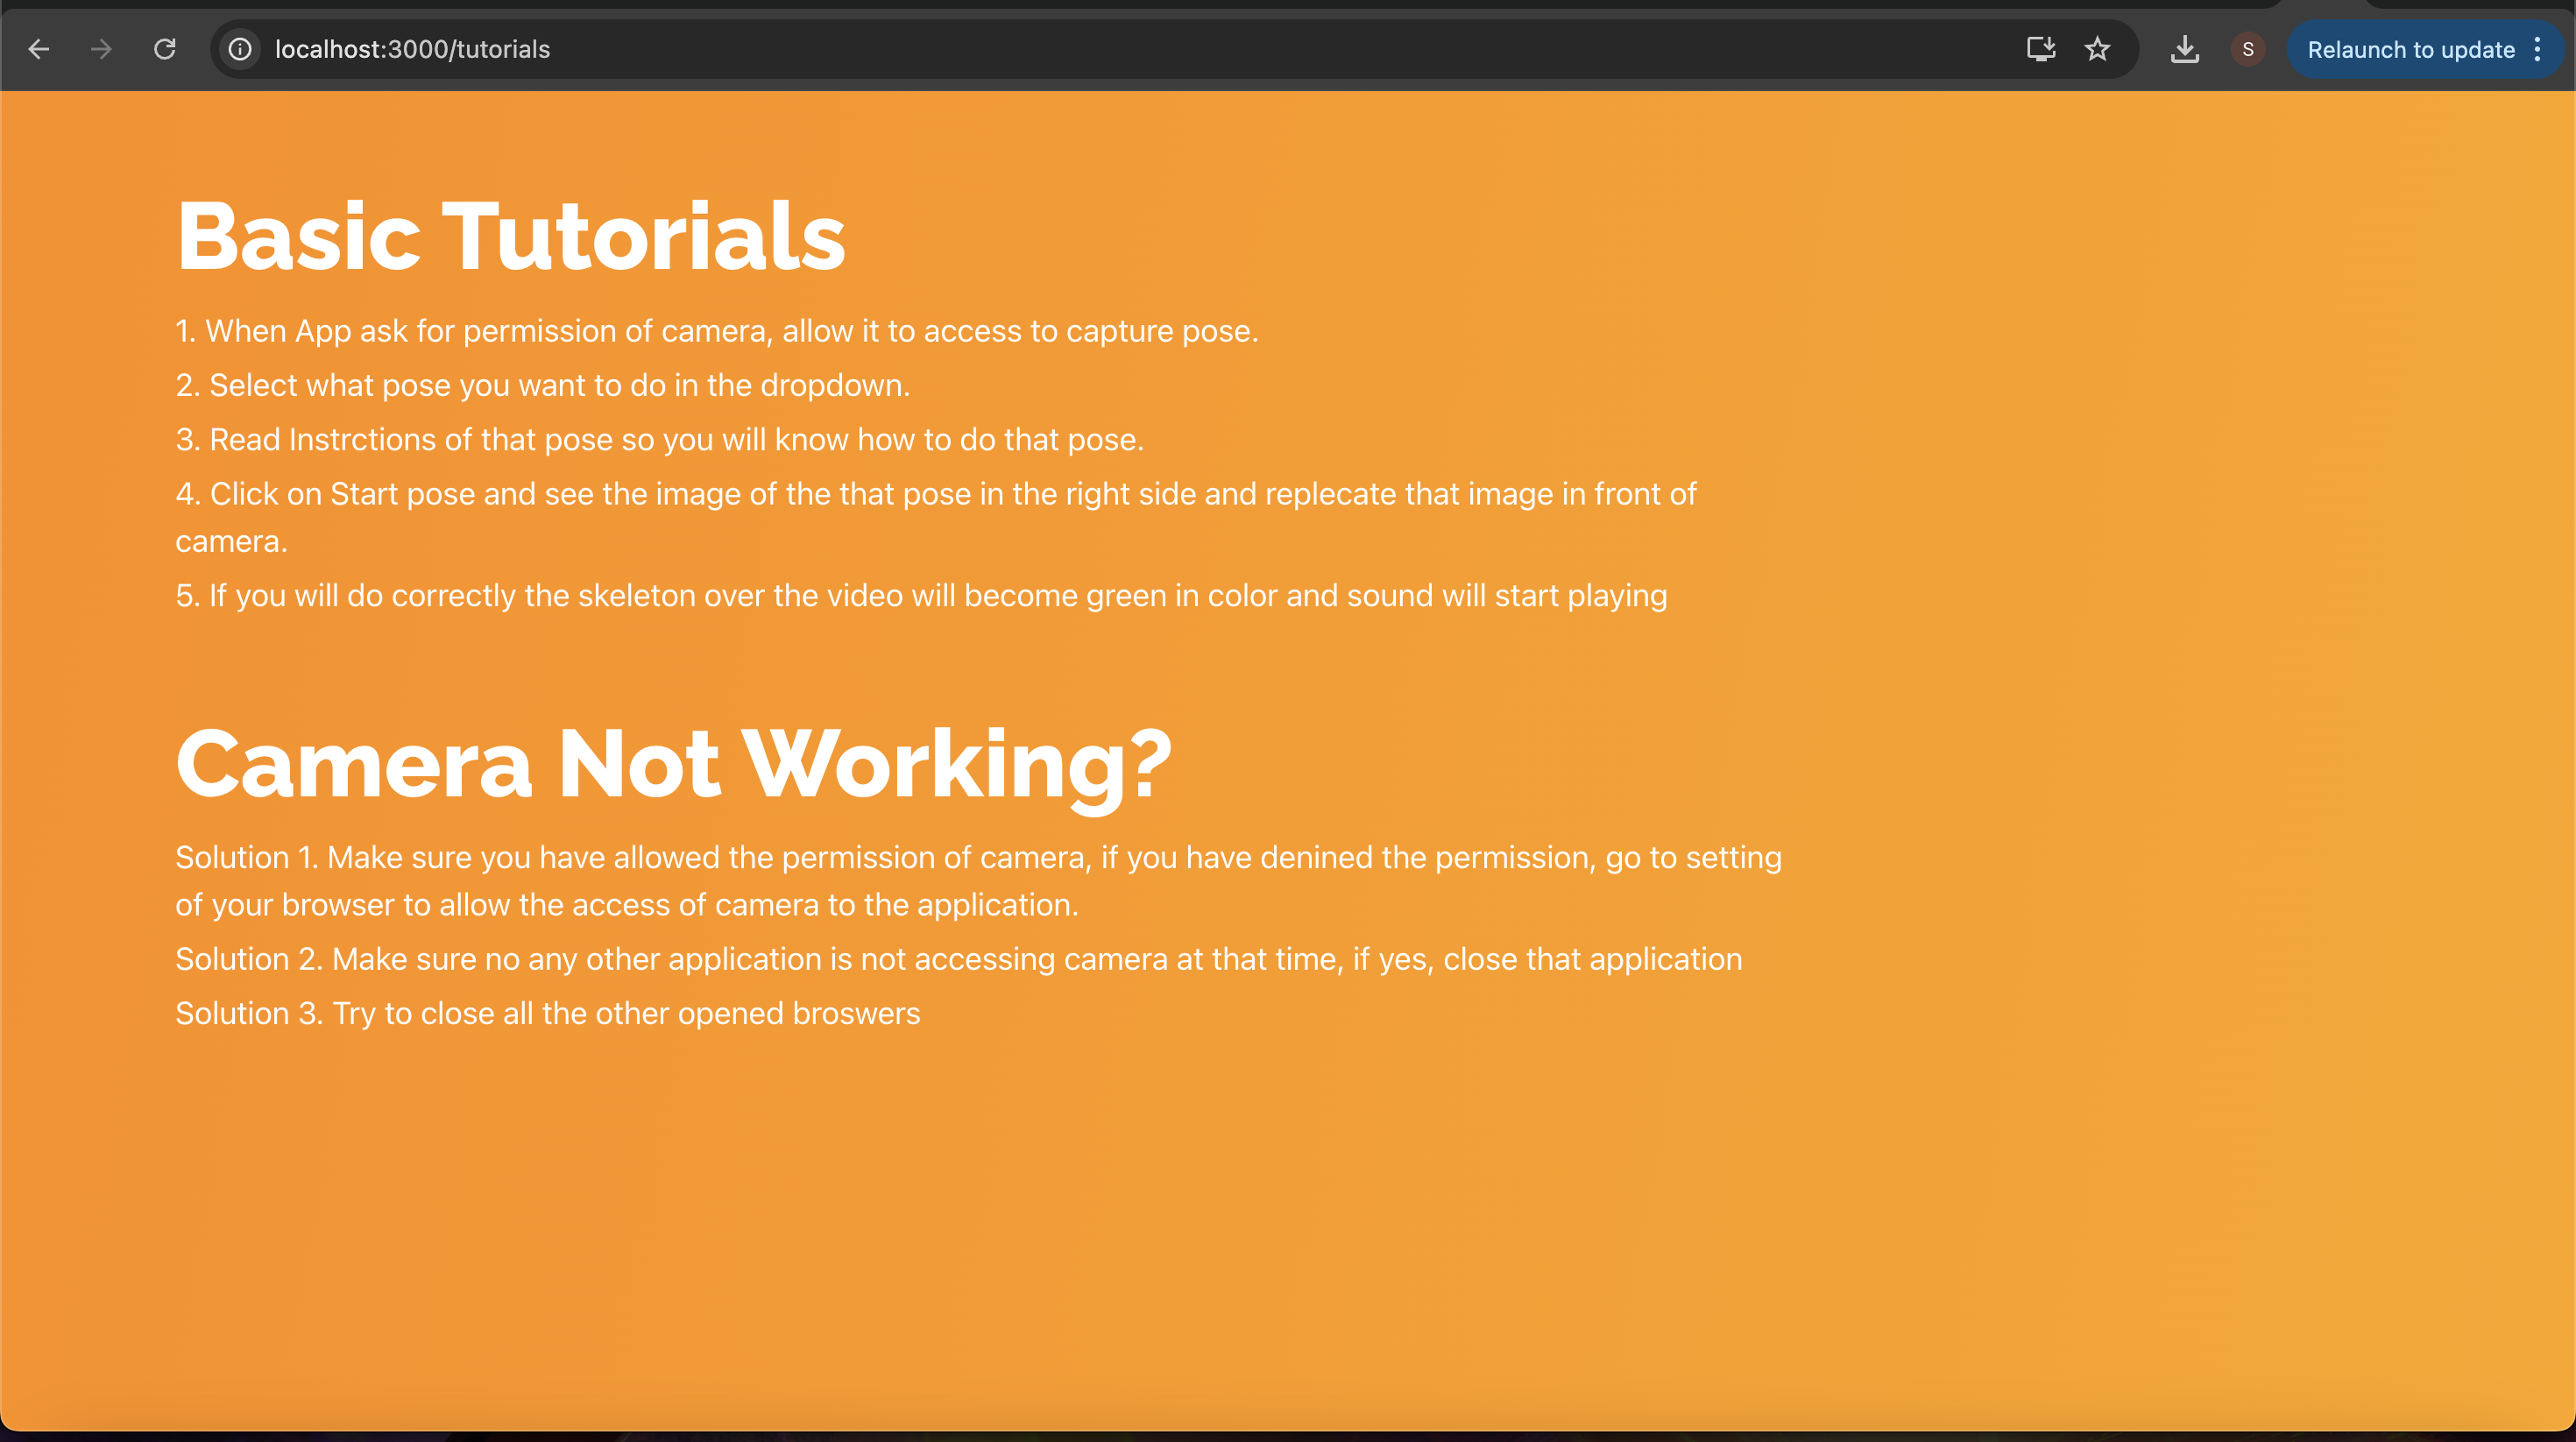 localhost:3000/tutorials
S
Relaunch to update
Basic Tutorials
1. When App ask for permission of camera, allow it to access to capture pose.
2. Select what pose you want to do in the dropdown.
3. Read Instrctions of that pose so you will know how to do that pose.
4. Click on Start pose and see the image of the that pose in the right side and replecate that image in front of
camera.
5. If you will do correctly the skeleton over the video will become green in color and sound will start playing
Camera Not Working?
Solution 1. Make sure you have allowed the permission of camera, if you have denined the permission, go to setting
of your browser to allow the access of camera to the application.
Solution 2. Make sure no any other application is not accessing camera at that time, if yes, close that application
Solution 3. Try to close all the other opened broswers